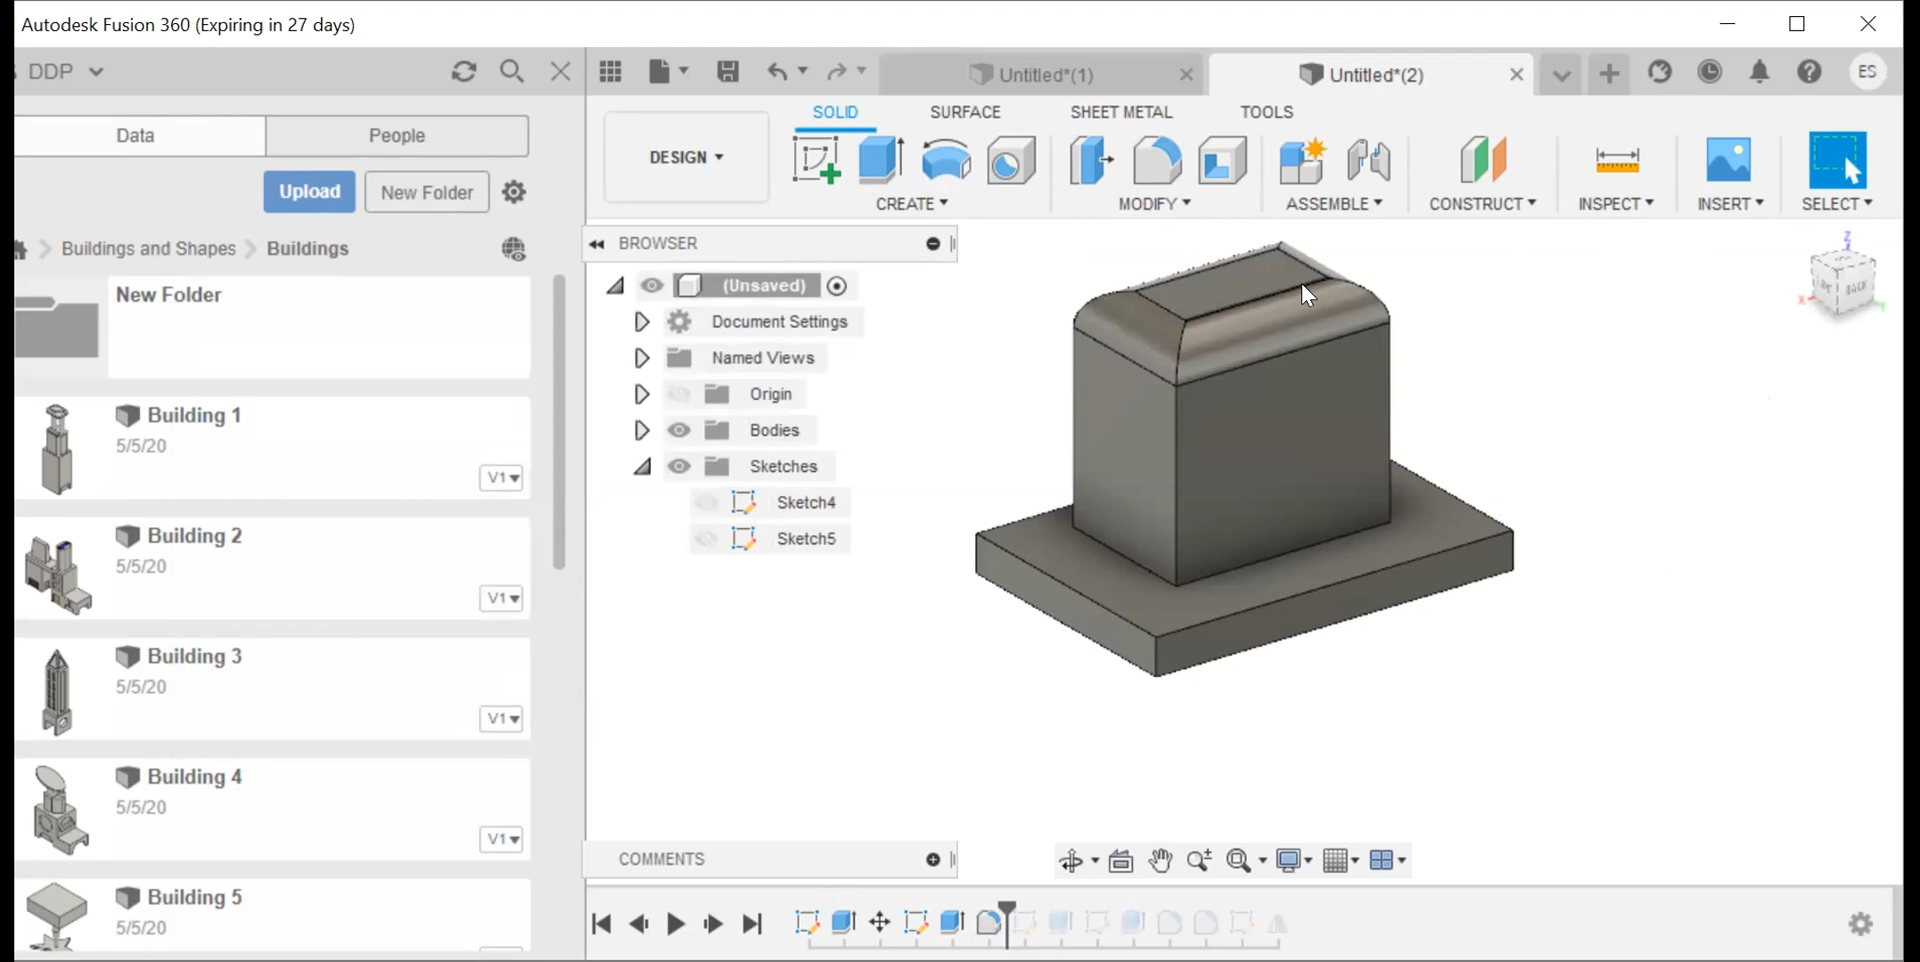 Autodesk Fusion 360 (Expiring in 27 days)
DDP
Untitled*(1)
Untitled*(2)
ES
Data
People
Upload
New Folder
Buildings and Shapes
Buildings
New Folder
Building 1
5/5/20
V1
Building 2
5/5/20
V1
Building 3
5/5/20
V1
Building 4
5/5/20
V1
Building 5
5/5/20
DESIGN
SOLID
SURFACE
SHEET METAL
TOOLS
CREATE
MODIFY
ASSEMBLE
CONSTRUCT
INSPECT
INSERT
SELECT
BROWSER
(Unsaved)
Document Settings
Named Views
Origin
Bodies
Sketches
Sketch4
Sketch5
Z
X
BACK
COMMENTS